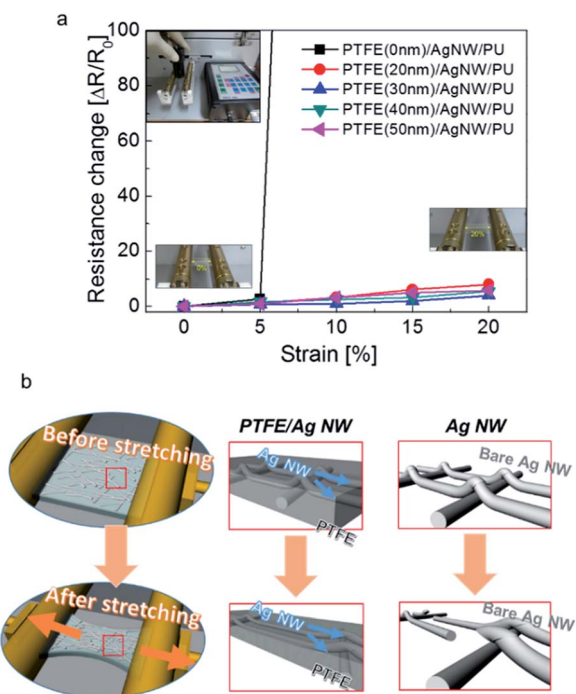 a
Resistance change [ΔR/R0]
100
80
60
40
20
0
PTFE(0nm)/AgNW/PU
PTFE(20nm)/AgNW/PU
PTFE(30nm)/AgNW/PU
PTFE(40nm)/AgNW/PU
PTFE(50nm)/AgNW/PU
0%
20%
0 5 10 15 20
Strain [%]
b
Before stretching
After stretching
PTFE/Ag NW
Ag NW
PTFE
Ag NW
PTFE
Ag NW
Bare Ag NW
Bare Ag NW